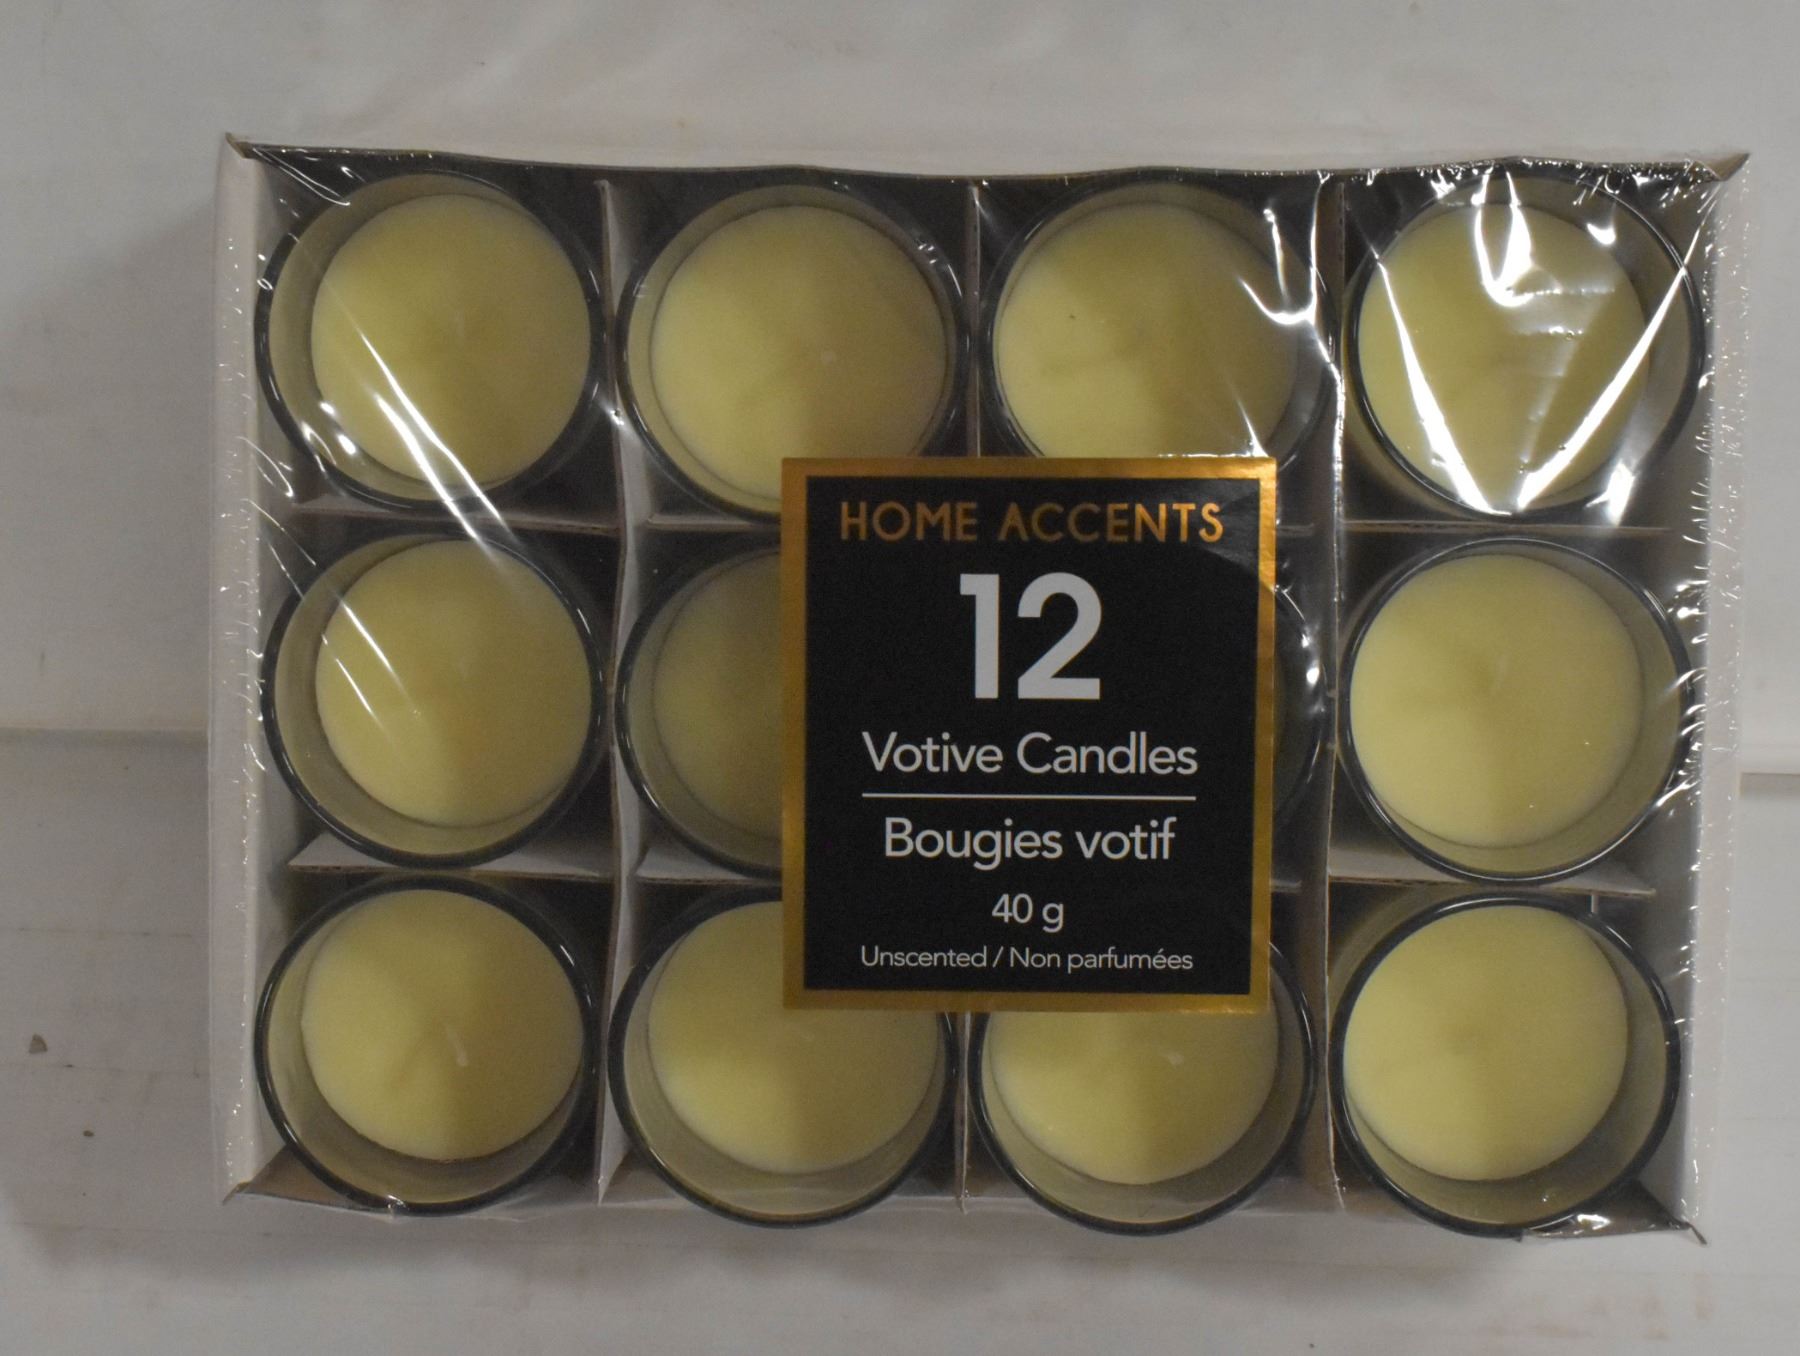 HOME ACCENTS
12
Votive Candles
Bougies votif
40 g
Unscented / Non parfumées